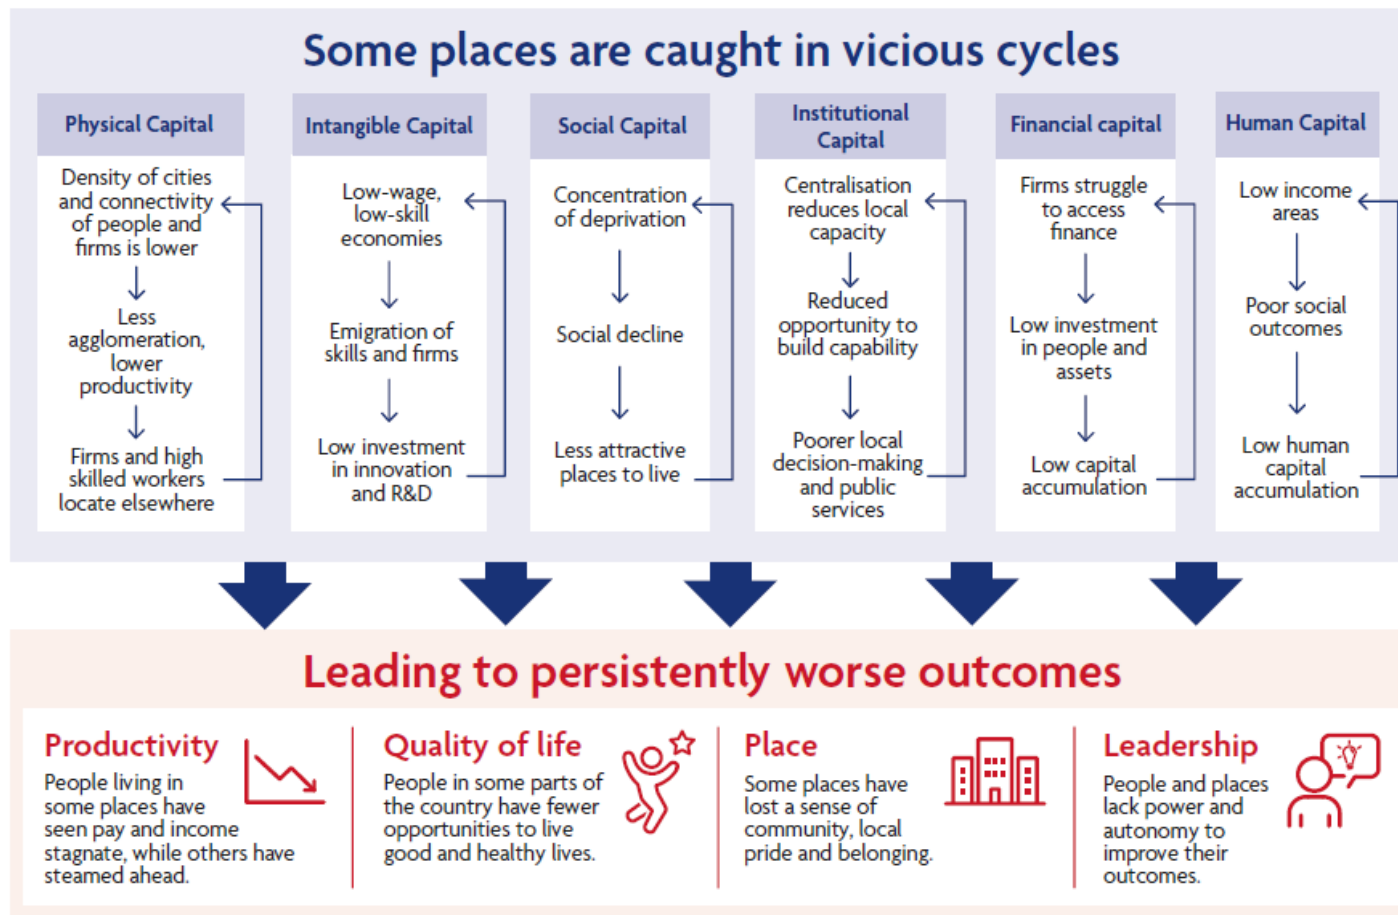 Some places are caught in vicious cycles
Physical Capital
Density of cities
and connectivity
of people and
firms is lower
Less
agglomeration,
lower
productivity
Firms and high
skilled workers
locate elsewhere
Intangible Capital
Low-wage,
low-skill
economies
Emigration of
skills and firms
Low investment
in innovation
and R&D
Social Capital
Concentration
of deprivation
Social decline
Less attractive
places to live
Institutional
Capital
Centralisation
reduces local
capacity
Reduced
opportunity to
build capability
Poorer local
decision-making
and public
services
Financial capital
Firms struggle
to access
finance
Low investment
in people and
assets
Low capital
accumulation
Human Capital
Low income
areas
Poor social
outcomes
Low human
capital
accumulation
Leading to persistently worse outcomes
Productivity
People living in
some places have
seen pay and income
stagnate, while others have
steamed ahead.
Quality of life
People in some parts of
the country have fewer
opportunities to live
good and healthy lives.
Place
Some places have
lost a sense of
community, local
pride and belonging.
Leadership
People and places
lack power and
autonomy to
improve their
outcomes.